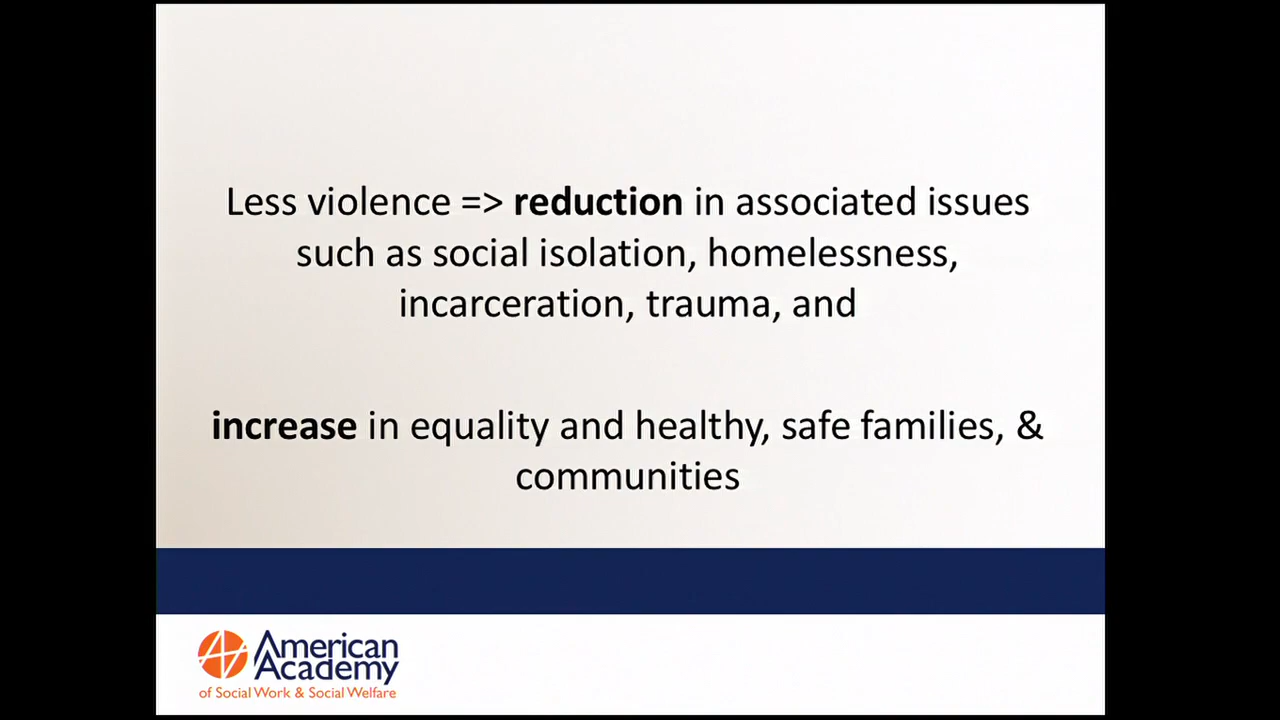 Less violence => reduction in associated issues
such as social isolation, homelessness,
incarceration, trauma, and
increase in equality and healthy, safe families, &
communities
American
Academy
of Social Work & Social Welfare